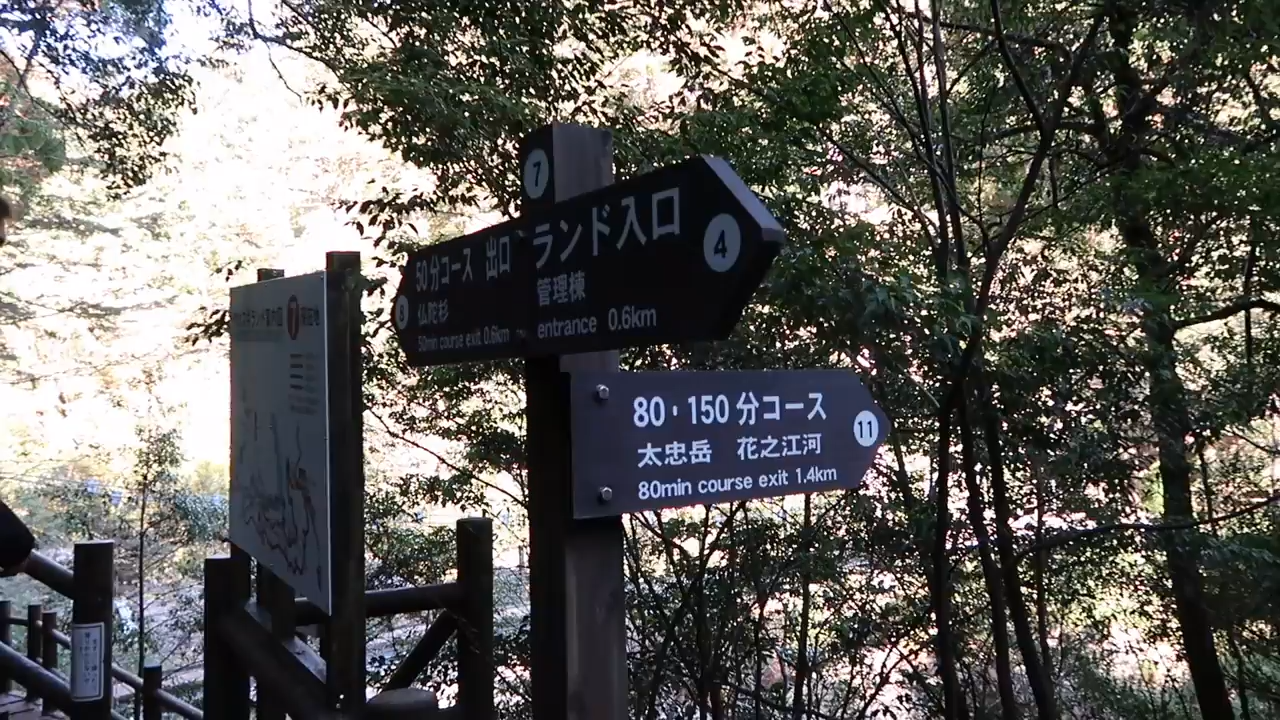 7
ランド入口
4
管理棟
entrance 0.6km
50分コース 出口
8
仏陀杉
50min course exit 0.6km
80・150分コース
11
太忠岳 花之江河
80min course exit 1.4km
7